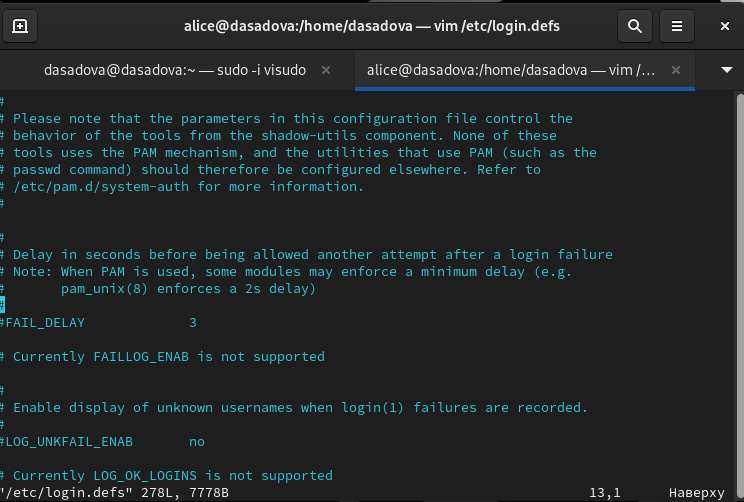 alice@dasadova:/home/dasadova — vim /etc/login.defs
dasadova@dasadova:~ — sudo -i visudo
alice@dasadova:/home/dasadova — vim /…
#
# Please note that the parameters in this configuration file control the
# behavior of the tools from the shadow-utils component. None of these
# tools uses the PAM mechanism, and the utilities that use PAM (such as the
# passwd command) should therefore be configured elsewhere. Refer to
# /etc/pam.d/system-auth for more information.
#
#
# Delay in seconds before being allowed another attempt after a login failure
# Note: When PAM is used, some modules may enforce a minimum delay (e.g.
#       pam_unix(8) enforces a 2s delay)
#
#FAIL_DELAY             3
# Currently FAILLOG_ENAB is not supported
#
# Enable display of unknown usernames when login(1) failures are recorded.
#
#LOG_UNKFAIL_ENAB       no
# Currently LOG_OK_LOGINS is not supported
"/etc/login.defs" 278L, 7778B 13,1 Наверху